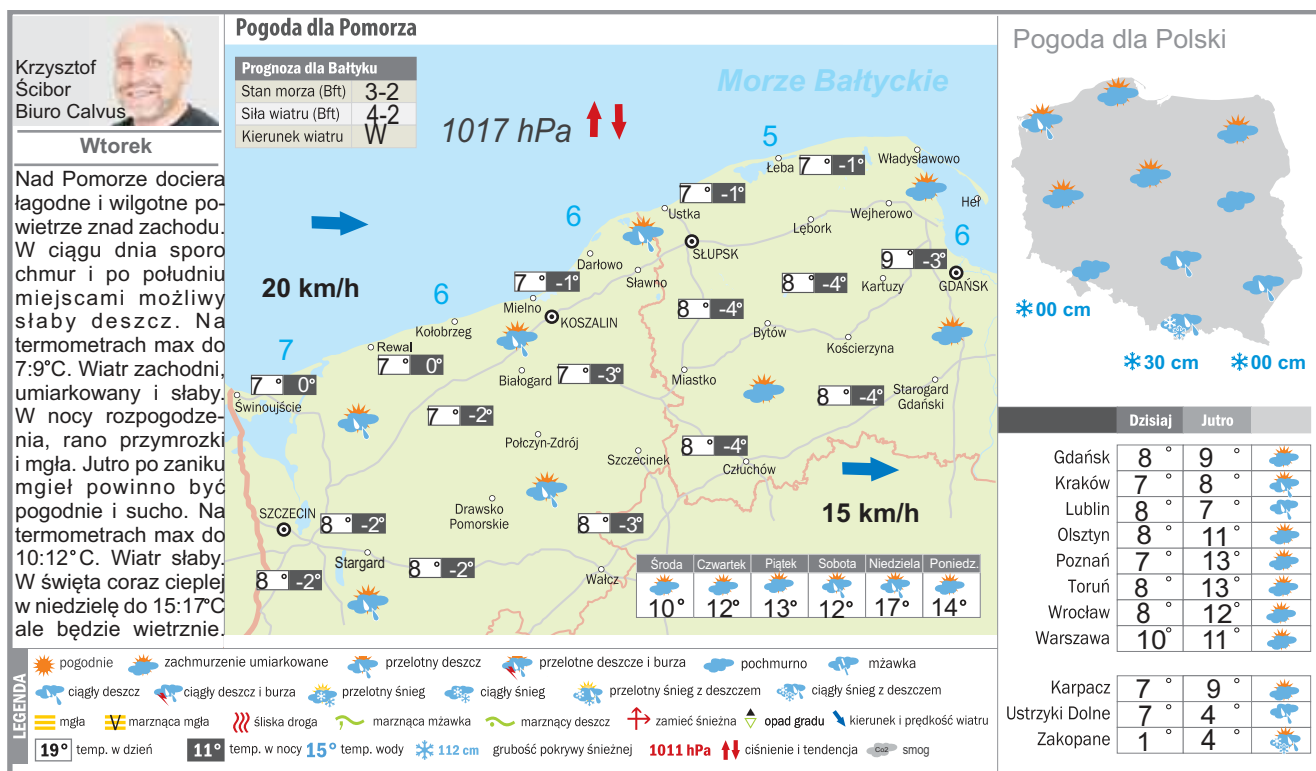 Krzysztof
Ścibor
Biuro Calvus
Wtorek
Nad Pomorze dociera
łagodne i wilgotne po-
wietrze znad zachodu.
W ciągu dnia sporo
chmur i po południu
miejscami możliwy
słaby deszcz. Na
termometrach max do
7:9°C. Wiatr zachodni,
umiarkowany i słaby.
W nocy rozpogodze-
nia, rano przymrozki
i mgła. Jutro po zaniku
mgieł powinno być
pogodnie i sucho. Na
termometrach max do
10:12°C. Wiatr słaby.
W święta coraz cieplej
w niedzielę do 15:17°C
ale będzie wietrznie.
Pogoda dla Pomorza
Prognoza dla Bałtyku
Stan morza (Bft) 3-2
Siła wiatru (Bft) 4-2
Kierunek wiatru W
1017 hPa
Morze Bałtyckie
5
Łeba 7° -1° Władysławowo
7° -1°
Ustka
Hel
Wejherowo
Lębork
6
6
SŁUPSK
9° -3°
Darłowo
Sławno
7° -1°
8° -4°
Kartuzy
GDAŃSK
20 km/h
6
Mielno
KOSZALIN
8° -4°
Bytów
Kołobrzeg
Kościerzyna
7
Rewal
7° 0°
7° 0°
Świnoujście
Białogard
7° -3°
Miastko
Starogard
Gdański
8° -4°
7° -2°
Połczyn-Zdrój
Szczecinek
8° -4°
Człuchów
15 km/h
Drawsko
Pomorskie
SZCZECIN
8° -2°
8° -3°
Stargard
8° -2°
8° -2°
Wałcz
Środa Czwartek Piątek Sobota Niedziela Poniedz.
10° 12° 13° 12° 17° 14°
Pogoda dla Polski
00 cm
30 cm
00 cm
Dzisiaj Jutro
Gdańsk 8° 9°
Kraków 7° 8°
Lublin 8° 7°
Olsztyn 8° 11°
Poznań 7° 13°
Toruń 8° 13°
Wrocław 8° 12°
Warszawa 10° 11°
Karpacz 7° 9°
Ustrzyki Dolne 7° 4°
Zakopane 1° 4°
LEGENDA
pogodnie zachmurzenie umiarkowane przelotny deszcz przelotne deszcze i burza pochmurno mżawka
ciągły deszcz ciągły deszcz i burza przelotny śnieg ciągły śnieg przelotny śnieg z deszczem ciągły śnieg z deszczem
mgła V marznąca mgła śliska droga marznąca mżawka marznący deszcz zamieć śnieżna opad gradu kierunek i prędkość wiatru
19° temp. w dzień 11° temp. w nocy 15° temp. wody 112 cm grubość pokrywy śnieżnej 1011 hPa ciśnienie i tendencja Co2 smog